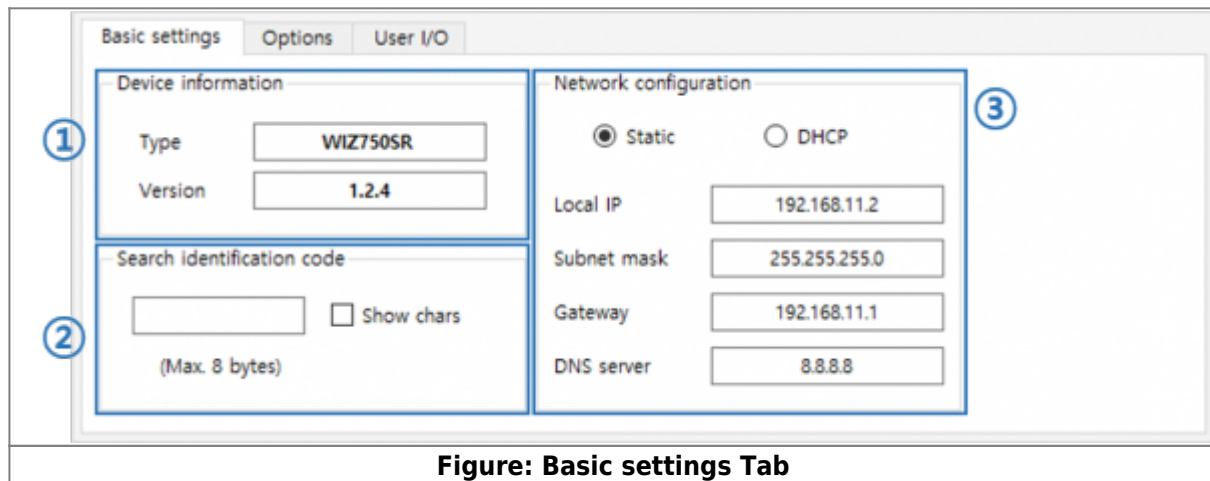 Basic settings Options User I/O
Device information
① Type WIZ750SR
Version 1.2.4
Search identification code
Show chars
② (Max. 8 bytes)
Network configuration
③
Static DHCP
Local IP 192.168.11.2
Subnet mask 255.255.255.0
Gateway 192.168.11.1
DNS server 8.8.8.8
Figure: Basic settings Tab